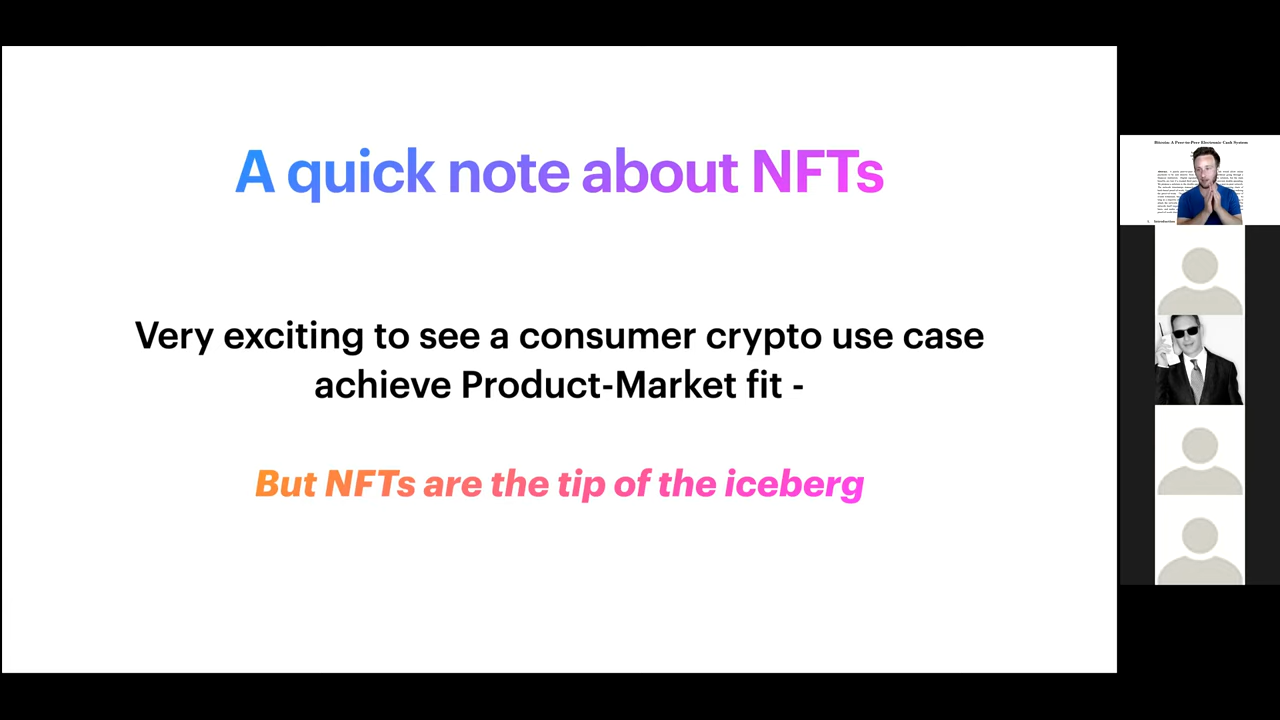 A quick note about NFTs
Very exciting to see a consumer crypto use case
achieve Product-Market fit -
But NFTs are the tip of the iceberg
Bitcoin: A Peer-to-Peer Electronic Cash System
Introduction